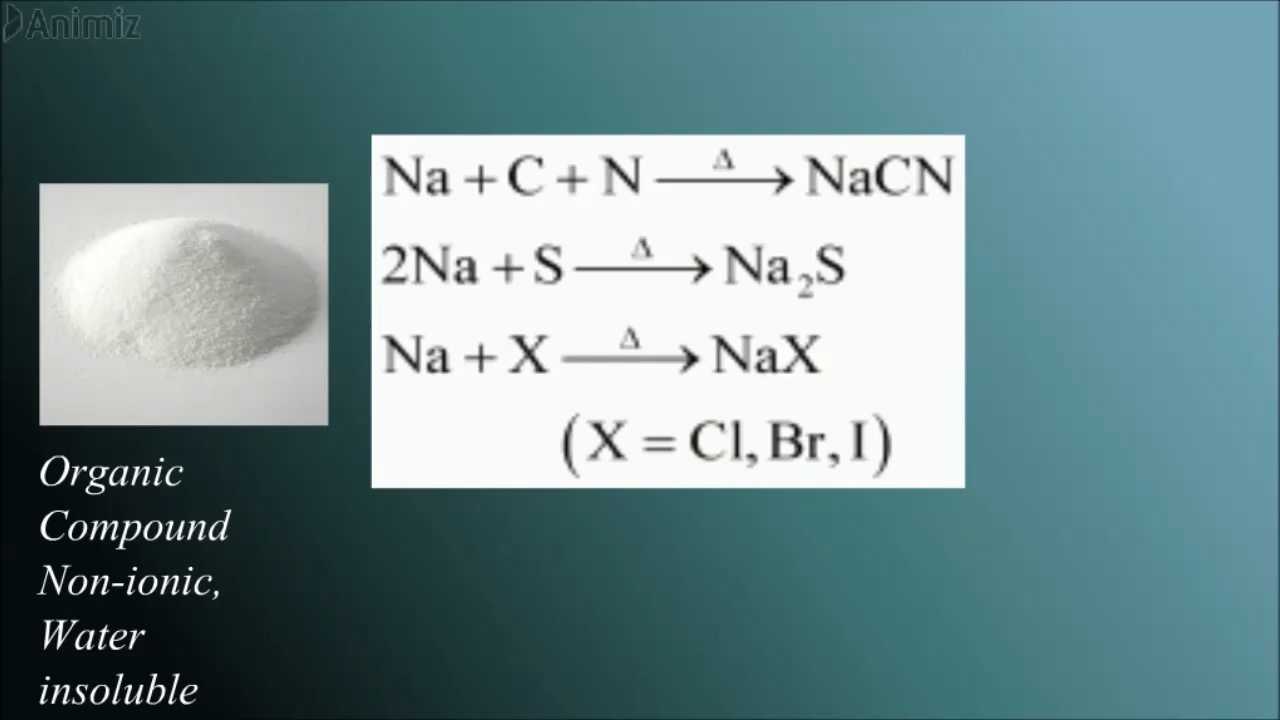 Animiz
Na + C + N —Δ→ NaCN
2Na + S —Δ→ Na₂S
Na + X —Δ→ NaX
(X = Cl, Br, I)
Organic
Compound
Non-ionic,
Water
insoluble